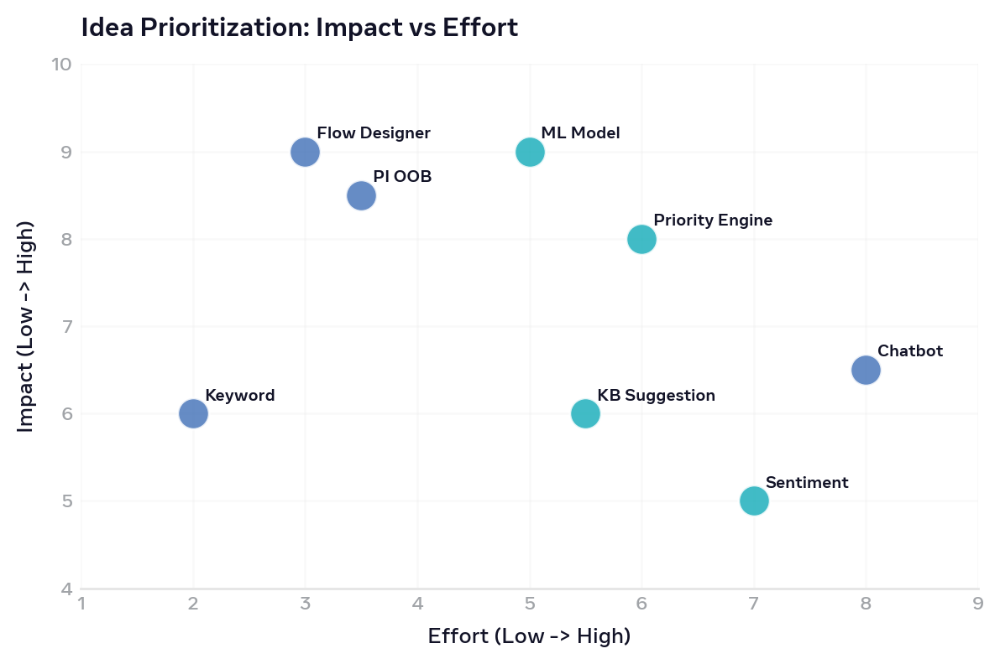 Idea Prioritization: Impact vs Effort
10
9
8
7
6
5
4
Impact (Low -> High)
Flow Designer
ML Model
PI OOB
Priority Engine
Chatbot
Keyword
KB Suggestion
Sentiment
1 2 3 4 5 6 7 8 9
Effort (Low -> High)